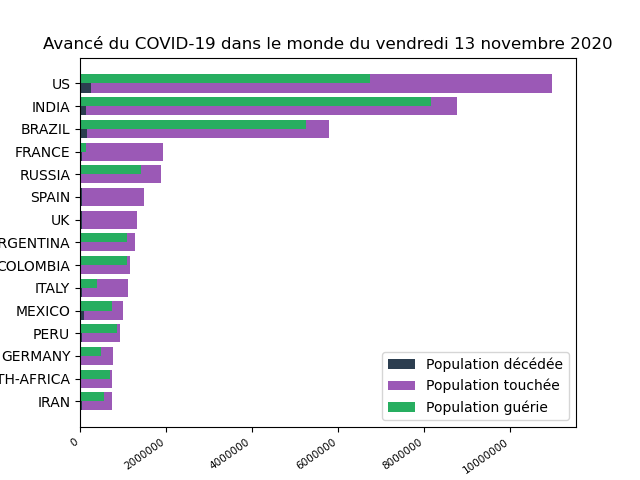 Avancé du COVID-19 dans le monde du vendredi 13 novembre 2020
US
INDIA
BRAZIL
FRANCE
RUSSIA
SPAIN
UK
RGENTINA
COLOMBIA
ITALY
MEXICO
PERU
GERMANY
TH-AFRICA
IRAN
Population décédée
Population touchée
Population guérie
0
2000000
4000000
6000000
8000000
10000000